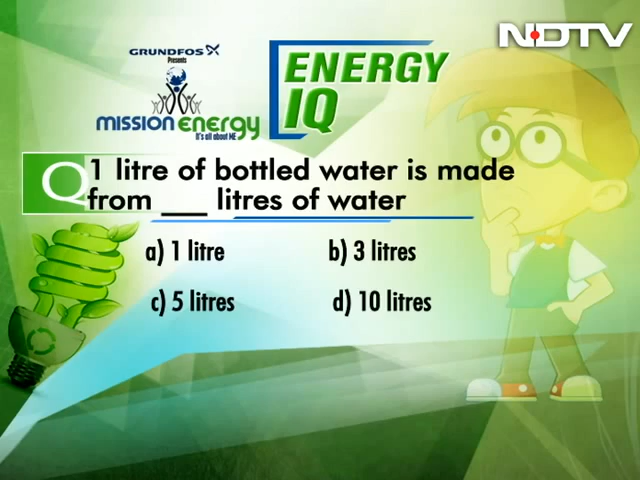 NDTV
GRUNDFOS X
Presents
mission energy
It's all about ME
ENERGY
IQ
Q
1 litre of bottled water is made
from ___ litres of water
a) 1 litre
b) 3 litres
c) 5 litres
d) 10 litres